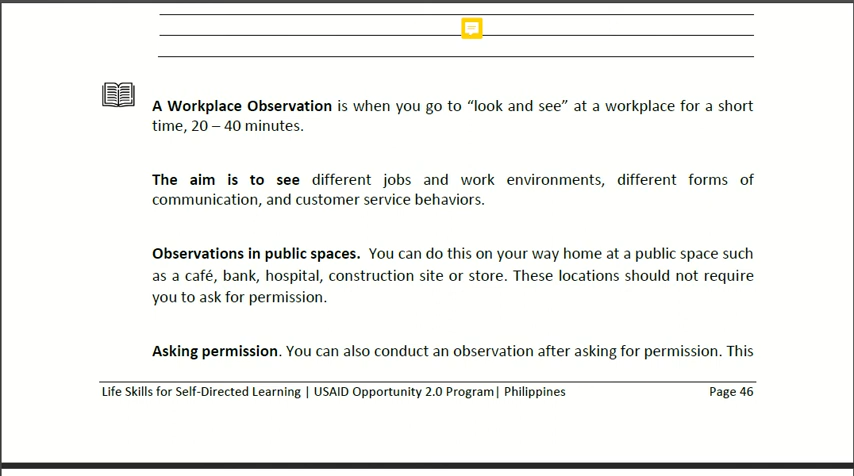 A Workplace Observation is when you go to “look and see” at a workplace for a short
time, 20 – 40 minutes.
The aim is to see different jobs and work environments, different forms of
communication, and customer service behaviors.
Observations in public spaces. You can do this on your way home at a public space such
as a café, bank, hospital, construction site or store. These locations should not require
you to ask for permission.
Asking permission. You can also conduct an observation after asking for permission. This
Life Skills for Self-Directed Learning | USAID Opportunity 2.0 Program| Philippines Page 46